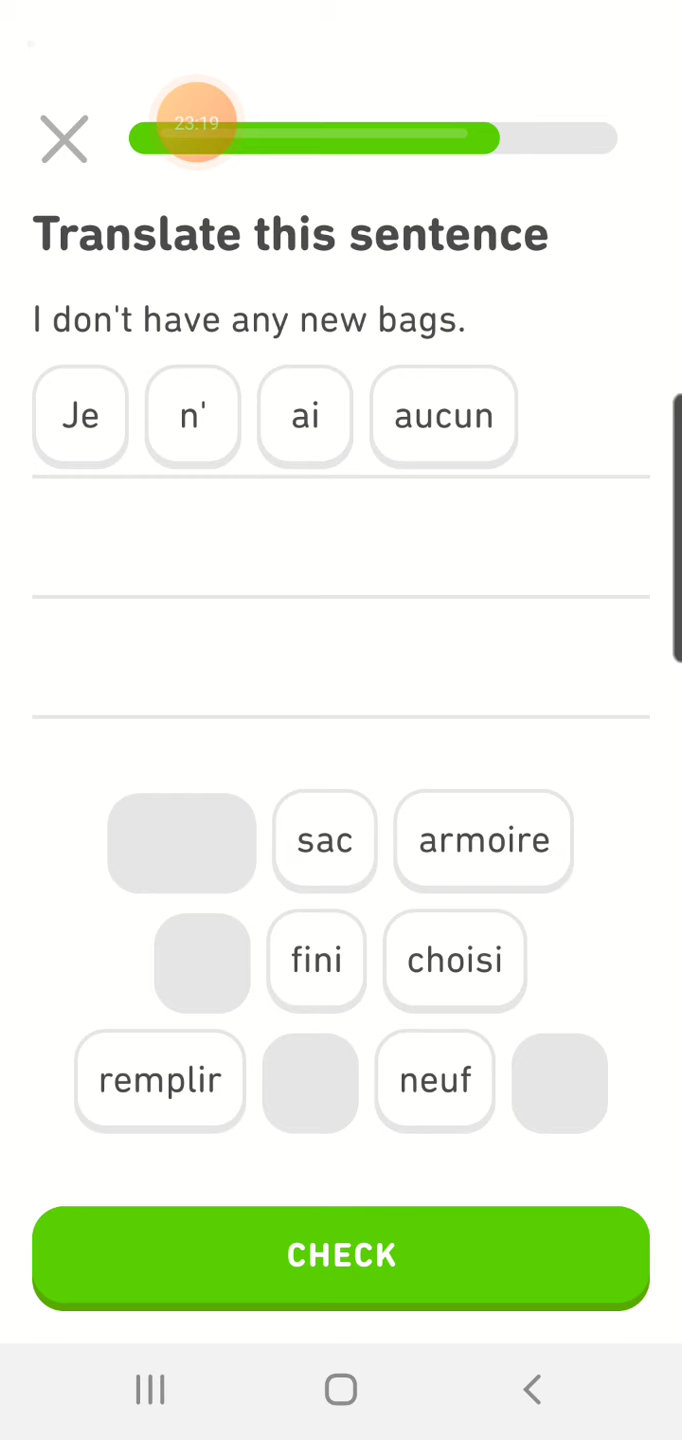 23:19
Translate this sentence
I don't have any new bags.
Je n' ai aucun
sac armoire
fini choisi
remplir neuf
CHECK